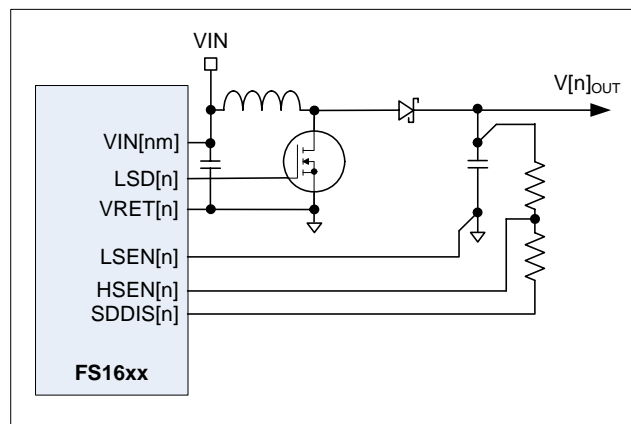 VIN
V[n]OUT
VIN[nm]
LSD[n]
VRET[n]
LSEN[n]
HSEN[n]
SDDIS[n]
FS16xx